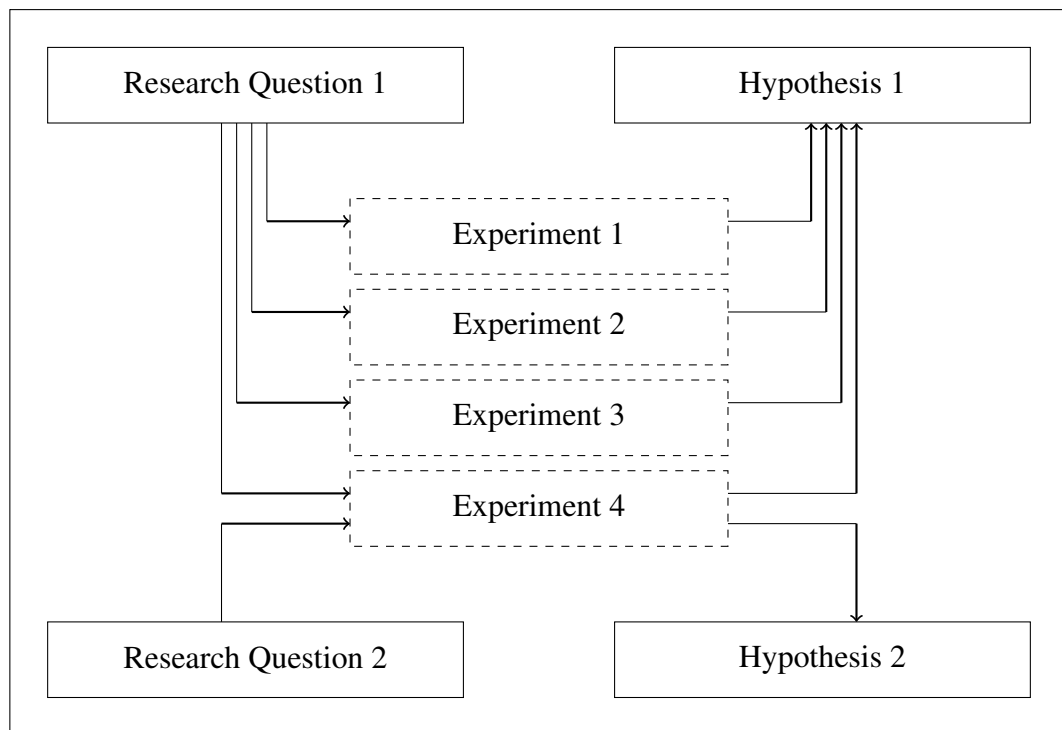 Research Question 1
Hypothesis 1
Experiment 1
Experiment 2
Experiment 3
Experiment 4
Research Question 2
Hypothesis 2